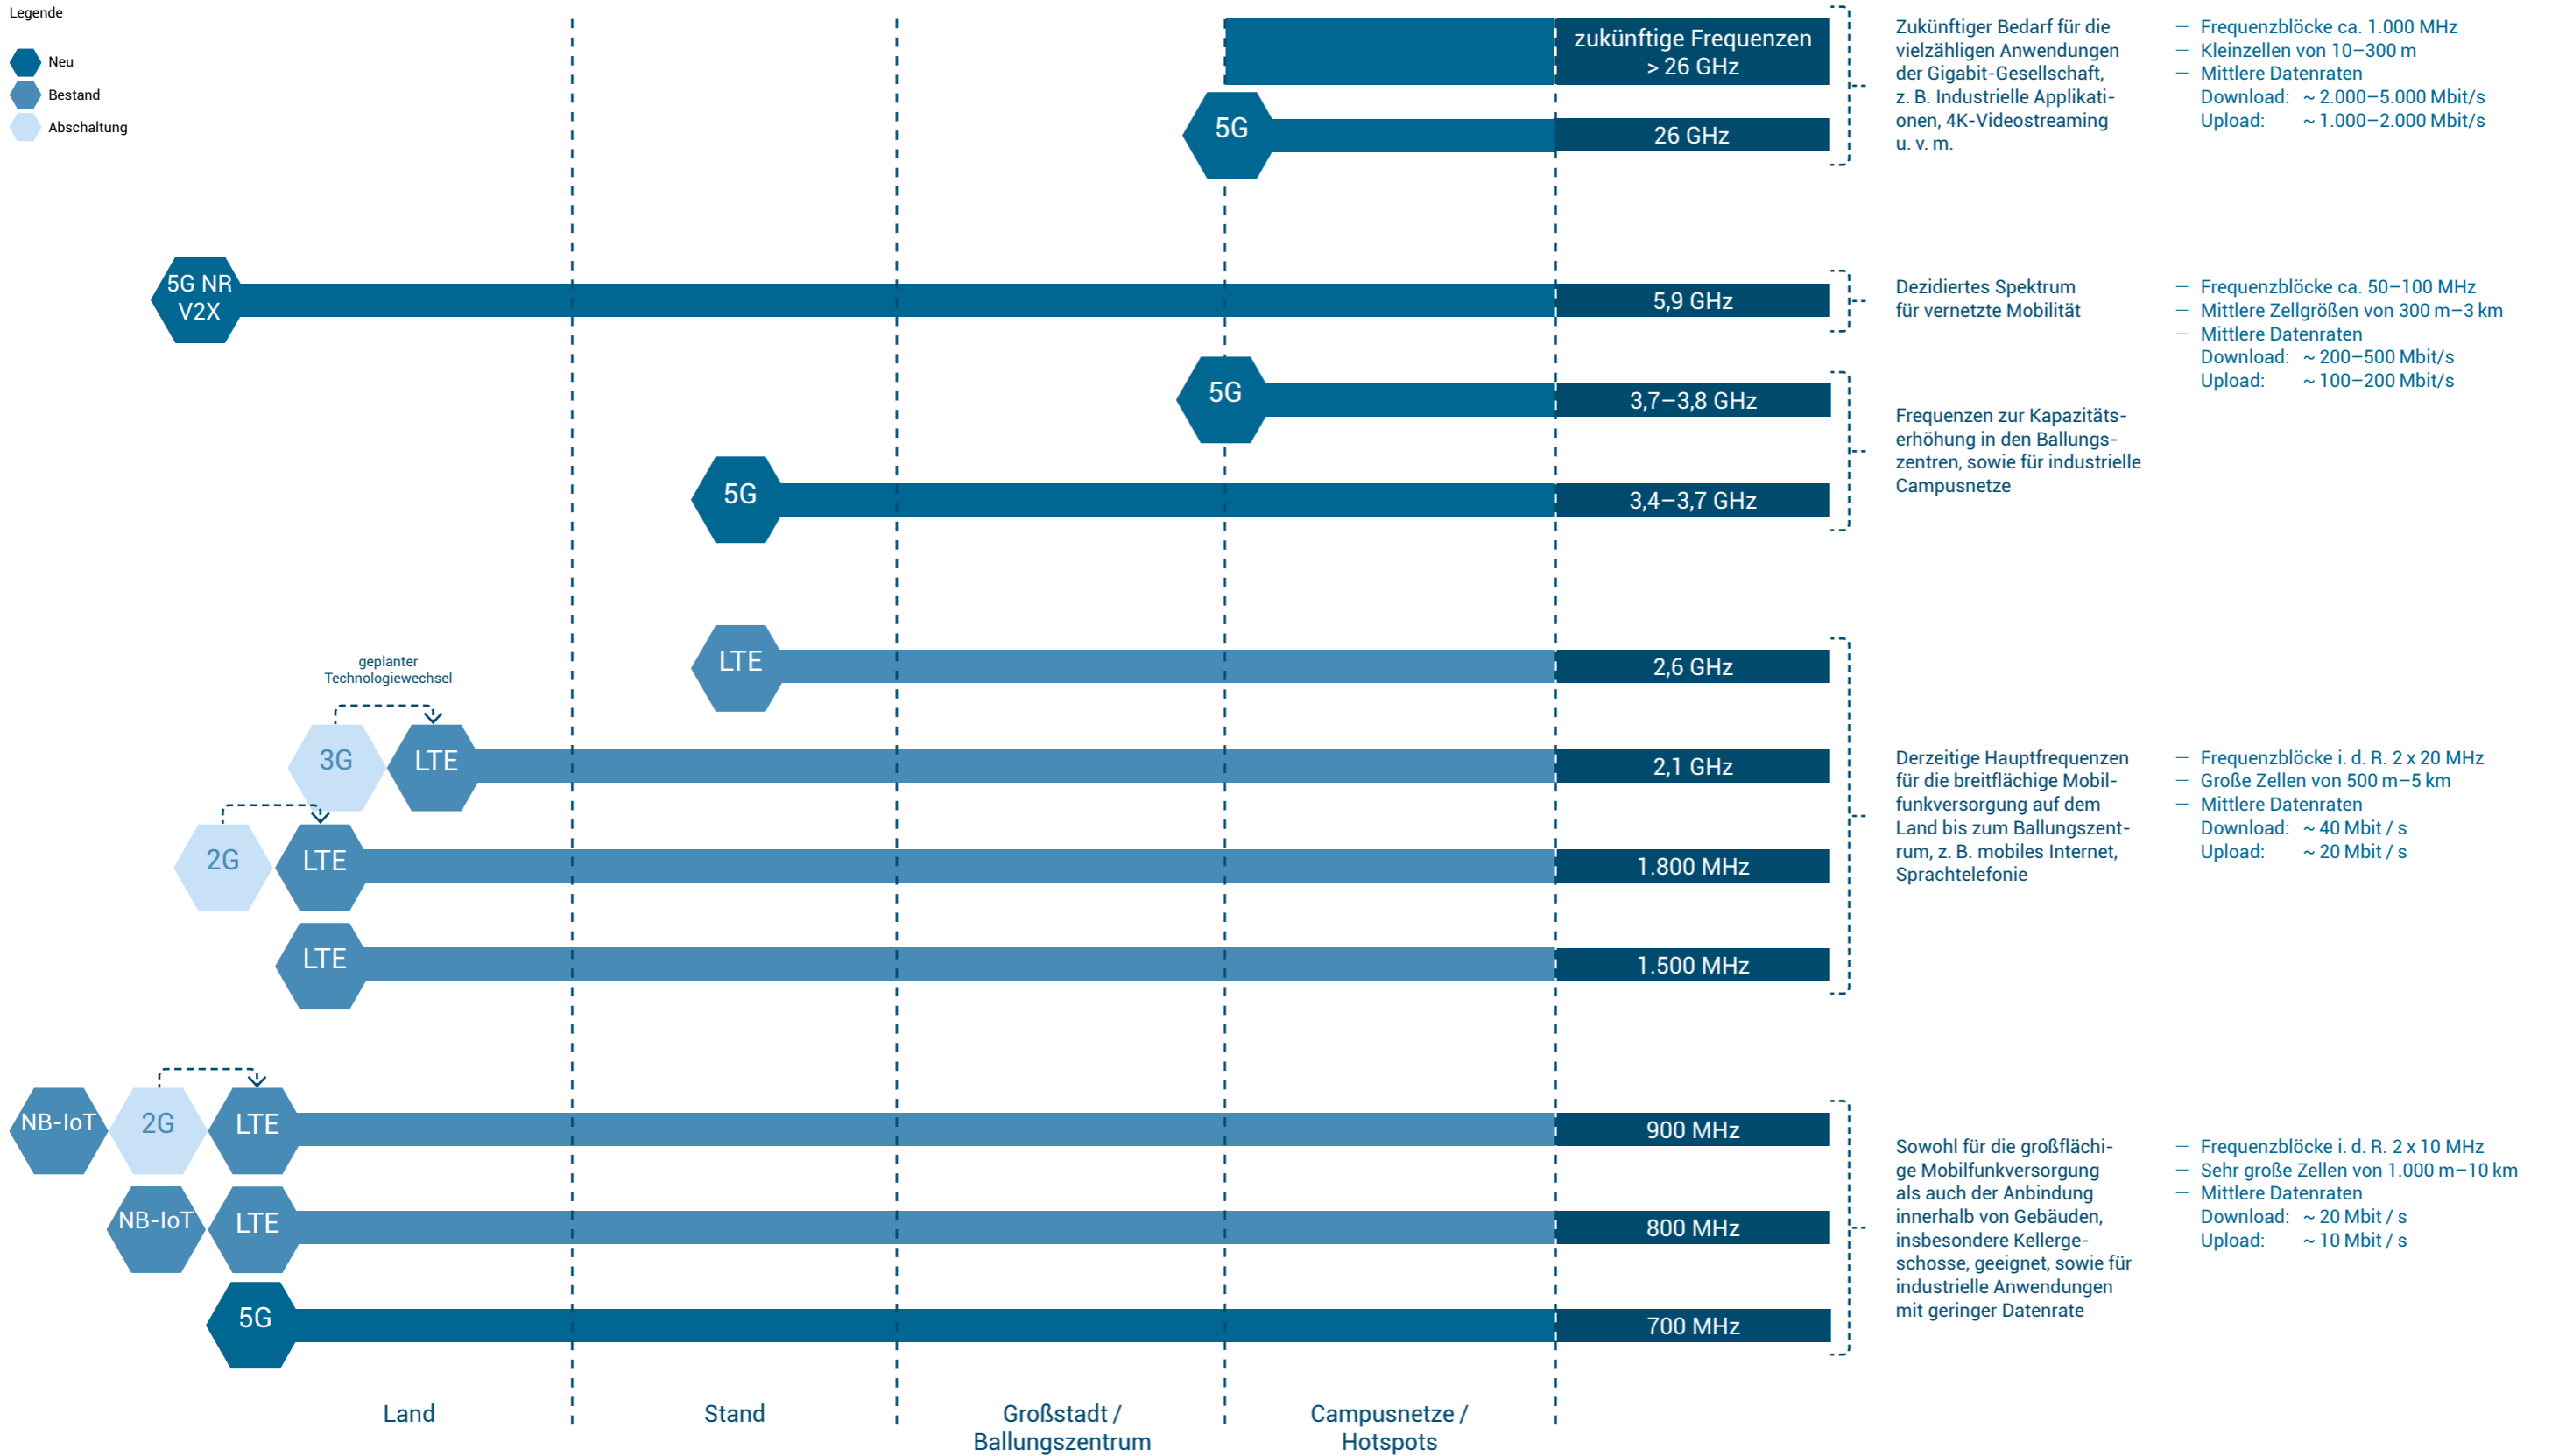 Legende
Neu
Bestand
Abschaltung
zukünftige Frequenzen
> 26 GHz
5G
26 GHz
Zukünftiger Bedarf für die
vielzähligen Anwendungen
der Gigabit-Gesellschaft,
z. B. Industrielle Applikati-
onen, 4K-Videostreaming
u. v. m.
— Frequenzblöcke ca. 1.000 MHz
— Kleinzellen von 10–300 m
— Mittlere Datenraten
Download: ~ 2.000–5.000 Mbit/s
Upload: ~ 1.000–2.000 Mbit/s
5G NR
V2X
5,9 GHz
Dezidiertes Spektrum
für vernetzte Mobilität
— Frequenzblöcke ca. 50–100 MHz
— Mittlere Zellgrößen von 300 m–3 km
— Mittlere Datenraten
Download: ~ 200–500 Mbit/s
Upload: ~ 100–200 Mbit/s
5G
3,7–3,8 GHz
5G
3,4–3,7 GHz
Frequenzen zur Kapazitäts-
erhöhung in den Ballungs-
zentren, sowie für industrielle
Campusnetze
LTE
2,6 GHz
geplanter
Technologiewechsel
3G
LTE
2,1 GHz
2G
LTE
1.800 MHz
LTE
1.500 MHz
Derzeitige Hauptfrequenzen
für die breitflächige Mobil-
funkversorgung auf dem
Land bis zum Ballungszent-
rum, z. B. mobiles Internet,
Sprachtelefonie
— Frequenzblöcke i. d. R. 2 x 20 MHz
— Große Zellen von 500 m–5 km
— Mittlere Datenraten
Download: ~ 40 Mbit / s
Upload: ~ 20 Mbit / s
NB-IoT
2G
LTE
900 MHz
NB-IoT
LTE
800 MHz
5G
700 MHz
Sowohl für die großflächi-
ge Mobilfunkversorgung
als auch der Anbindung
innerhalb von Gebäuden,
insbesondere Kellerge-
schosse, geeignet, sowie für
industrielle Anwendungen
mit geringer Datenrate
— Frequenzblöcke i. d. R. 2 x 10 MHz
— Sehr große Zellen von 1.000 m–10 km
— Mittlere Datenraten
Download: ~ 20 Mbit / s
Upload: ~ 10 Mbit / s
Land
Stand
Großstadt /
Ballungszentrum
Campusnetze /
Hotspots